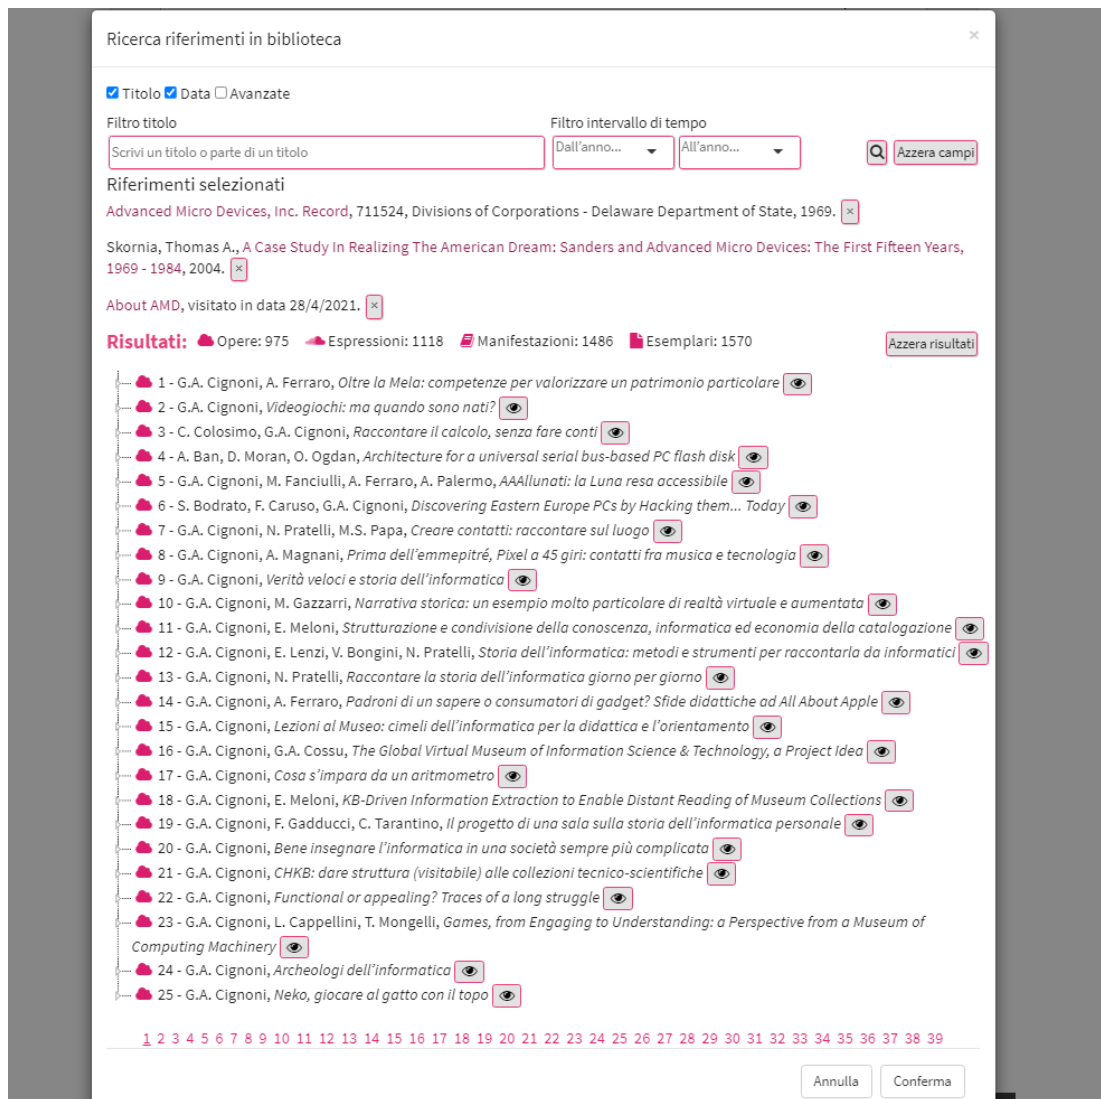 Ricerca riferimenti in biblioteca ×
Titolo Data Avanzate
Filtro titolo Filtro intervallo di tempo
Scrivi un titolo o parte di un titolo Dall'anno... All'anno... Azzera campi
Riferimenti selezionati
Advanced Micro Devices, Inc. Record, 711524, Divisions of Corporations - Delaware Department of State, 1969. ×
Skornia, Thomas A., A Case Study In Realizing The American Dream: Sanders and Advanced Micro Devices: The First Fifteen Years,
1969 - 1984, 2004. ×
About AMD, visitato in data 28/4/2021. ×
Risultati: Opere: 975 Espressioni: 1118 Manifestazioni: 1486 Esemplari: 1570 Azzera risultati
1 - G.A. Cignoni, A. Ferraro, Oltre la Mela: competenze per valorizzare un patrimonio particolare
2 - G.A. Cignoni, Videogiochi: ma quando sono nati?
3 - C. Colosimo, G.A. Cignoni, Raccontare il calcolo, senza fare conti
4 - A. Ban, D. Moran, O. Ogdan, Architecture for a universal serial bus-based PC flash disk
5 - G.A. Cignoni, M. Fanciulli, A. Ferraro, A. Palermo, AAAllunati: la Luna resa accessibile
6 - S. Bodrato, F. Caruso, G.A. Cignoni, Discovering Eastern Europe PCs by Hacking them... Today
7 - G.A. Cignoni, N. Pratelli, M.S. Papa, Creare contatti: raccontare sul luogo
8 - G.A. Cignoni, A. Magnani, Prima dell'emmepitré, Pixel a 45 giri: contatti fra musica e tecnologia
9 - G.A. Cignoni, Verità veloci e storia dell'informatica
10 - G.A. Cignoni, M. Gazzarri, Narrativa storica: un esempio molto particolare di realtà virtuale e aumentata
11 - G.A. Cignoni, E. Meloni, Strutturazione e condivisione della conoscenza, informatica ed economia della catalogazione
12 - G.A. Cignoni, E. Lenzi, V. Bongini, N. Pratelli, Storia dell'informatica: metodi e strumenti per raccontarla da informatici
13 - G.A. Cignoni, N. Pratelli, Raccontare la storia dell'informatica giorno per giorno
14 - G.A. Cignoni, A. Ferraro, Padroni di un sapere o consumatori di gadget? Sfide didattiche ad All About Apple
15 - G.A. Cignoni, Lezioni al Museo: cimeli dell'informatica per la didattica e l'orientamento
16 - G.A. Cignoni, G.A. Cossu, The Global Virtual Museum of Information Science & Technology, a Project Idea
17 - G.A. Cignoni, Cosa s'impara da un aritmometro
18 - G.A. Cignoni, E. Meloni, KB-Driven Information Extraction to Enable Distant Reading of Museum Collections
19 - G.A. Cignoni, F. Gadducci, C. Tarantino, Il progetto di una sala sulla storia dell'informatica personale
20 - G.A. Cignoni, Bene insegnare l'informatica in una società sempre più complicata
21 - G.A. Cignoni, CHKB: dare struttura (visitabile) alle collezioni tecnico-scientifiche
22 - G.A. Cignoni, Functional or appealing? Traces of a long struggle
23 - G.A. Cignoni, L. Cappellini, T. Mongelli, Games, from Engaging to Understanding: a Perspective from a Museum of
Computing Machinery
24 - G.A. Cignoni, Archeologi dell'informatica
25 - G.A. Cignoni, Neko, giocare al gatto con il topo
1 2 3 4 5 6 7 8 9 10 11 12 13 14 15 16 17 18 19 20 21 22 23 24 25 26 27 28 29 30 31 32 33 34 35 36 37 38 39
Annulla Conferma